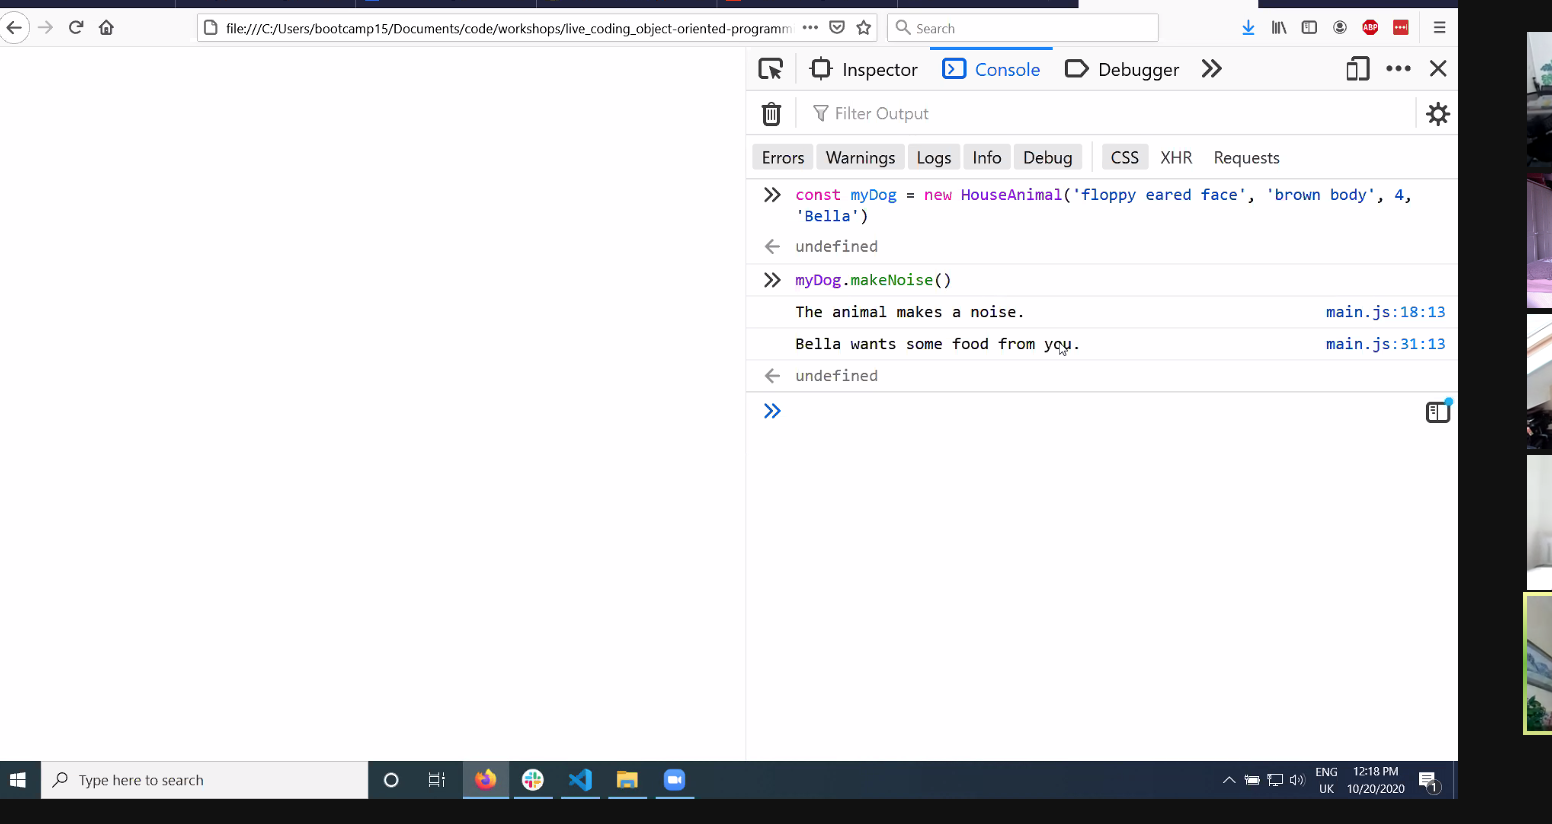 file:///C:/Users/bootcamp15/Documents/code/workshops/live_coding_object-oriented-programm
Search
ABP
Inspector
Console
Debugger
Filter Output
Errors
Warnings
Logs
Info
Debug
CSS
XHR
Requests
const myDog = new HouseAnimal('floppy eared face', 'brown body', 4,
'Bella')
undefined
myDog.makeNoise()
The animal makes a noise. main.js:18:13
Bella wants some food from you. main.js:31:13
undefined
Type here to search
ENG
UK
12:18 PM
10/20/2020
1